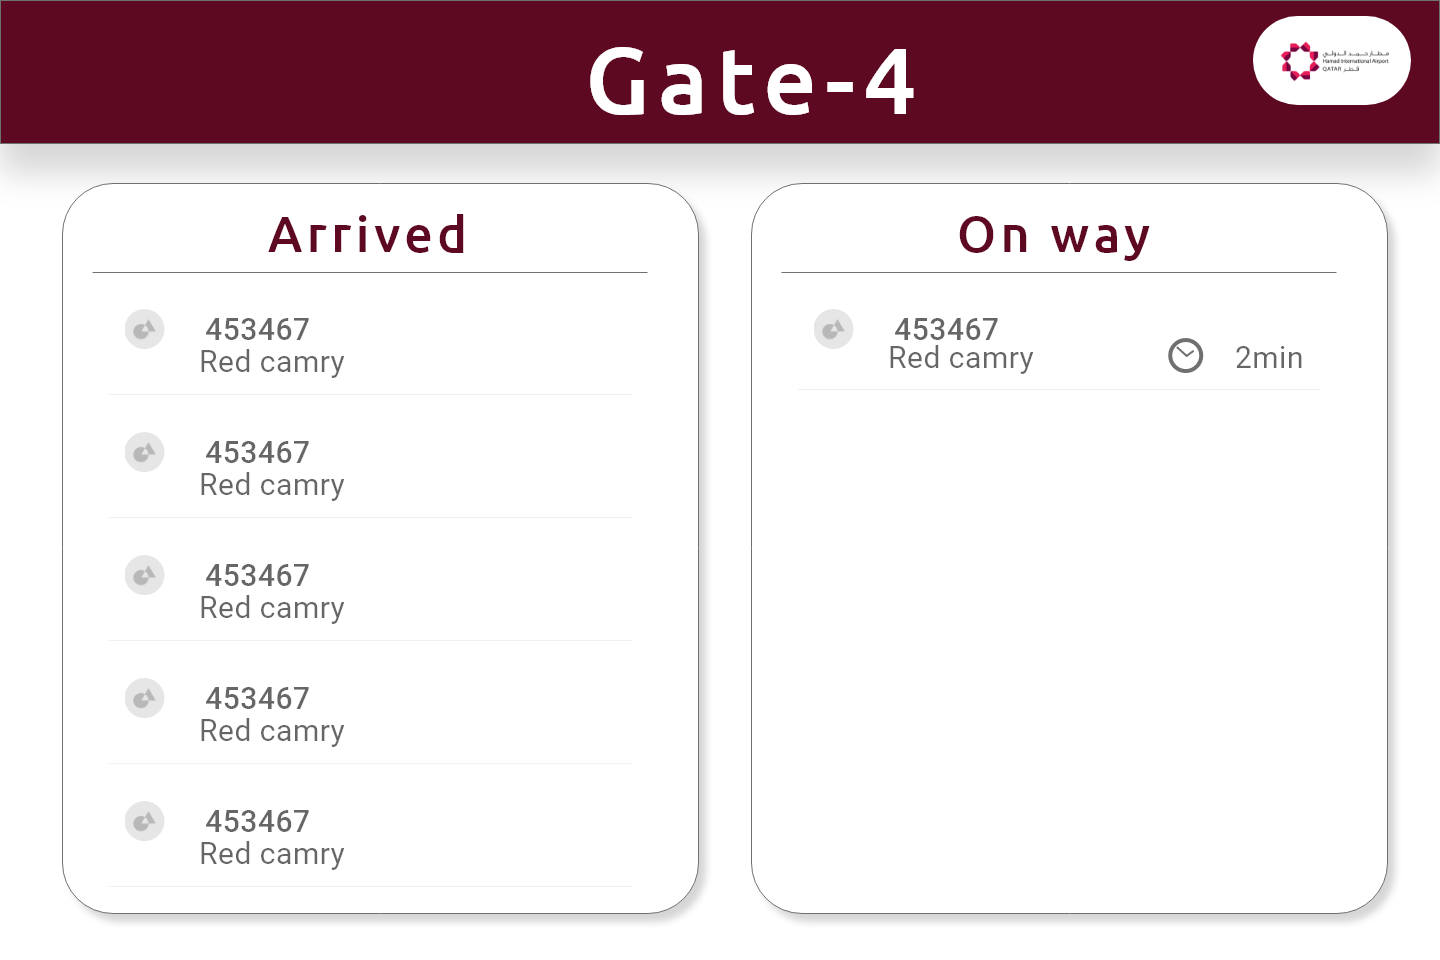 Gate-4
مطار حمد الدولي
Hamad International Airport
QATAR قطر
Arrived
453467
Red camry
453467
Red camry
453467
Red camry
453467
Red camry
453467
Red camry
On way
453467
Red camry
2min